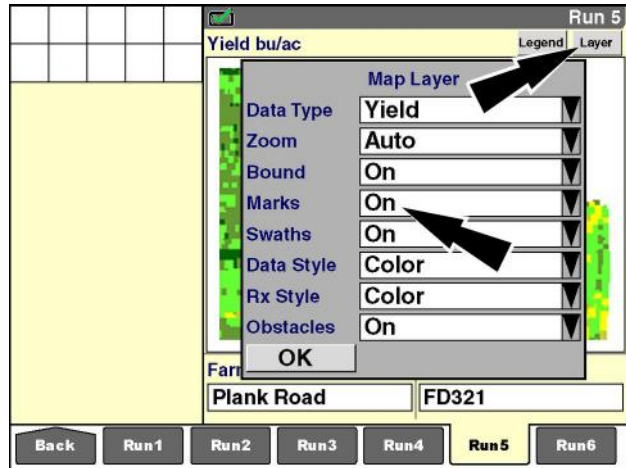 Run 5
Yield bu/ac Legend Layer
Map Layer
Data Type Yield
Zoom Auto
Bound On
Marks On
Swaths On
Data Style Color
Rx Style Color
Obstacles On
OK
Plank Road FD321
Back Run1 Run2 Run3 Run4 Run5 Run6